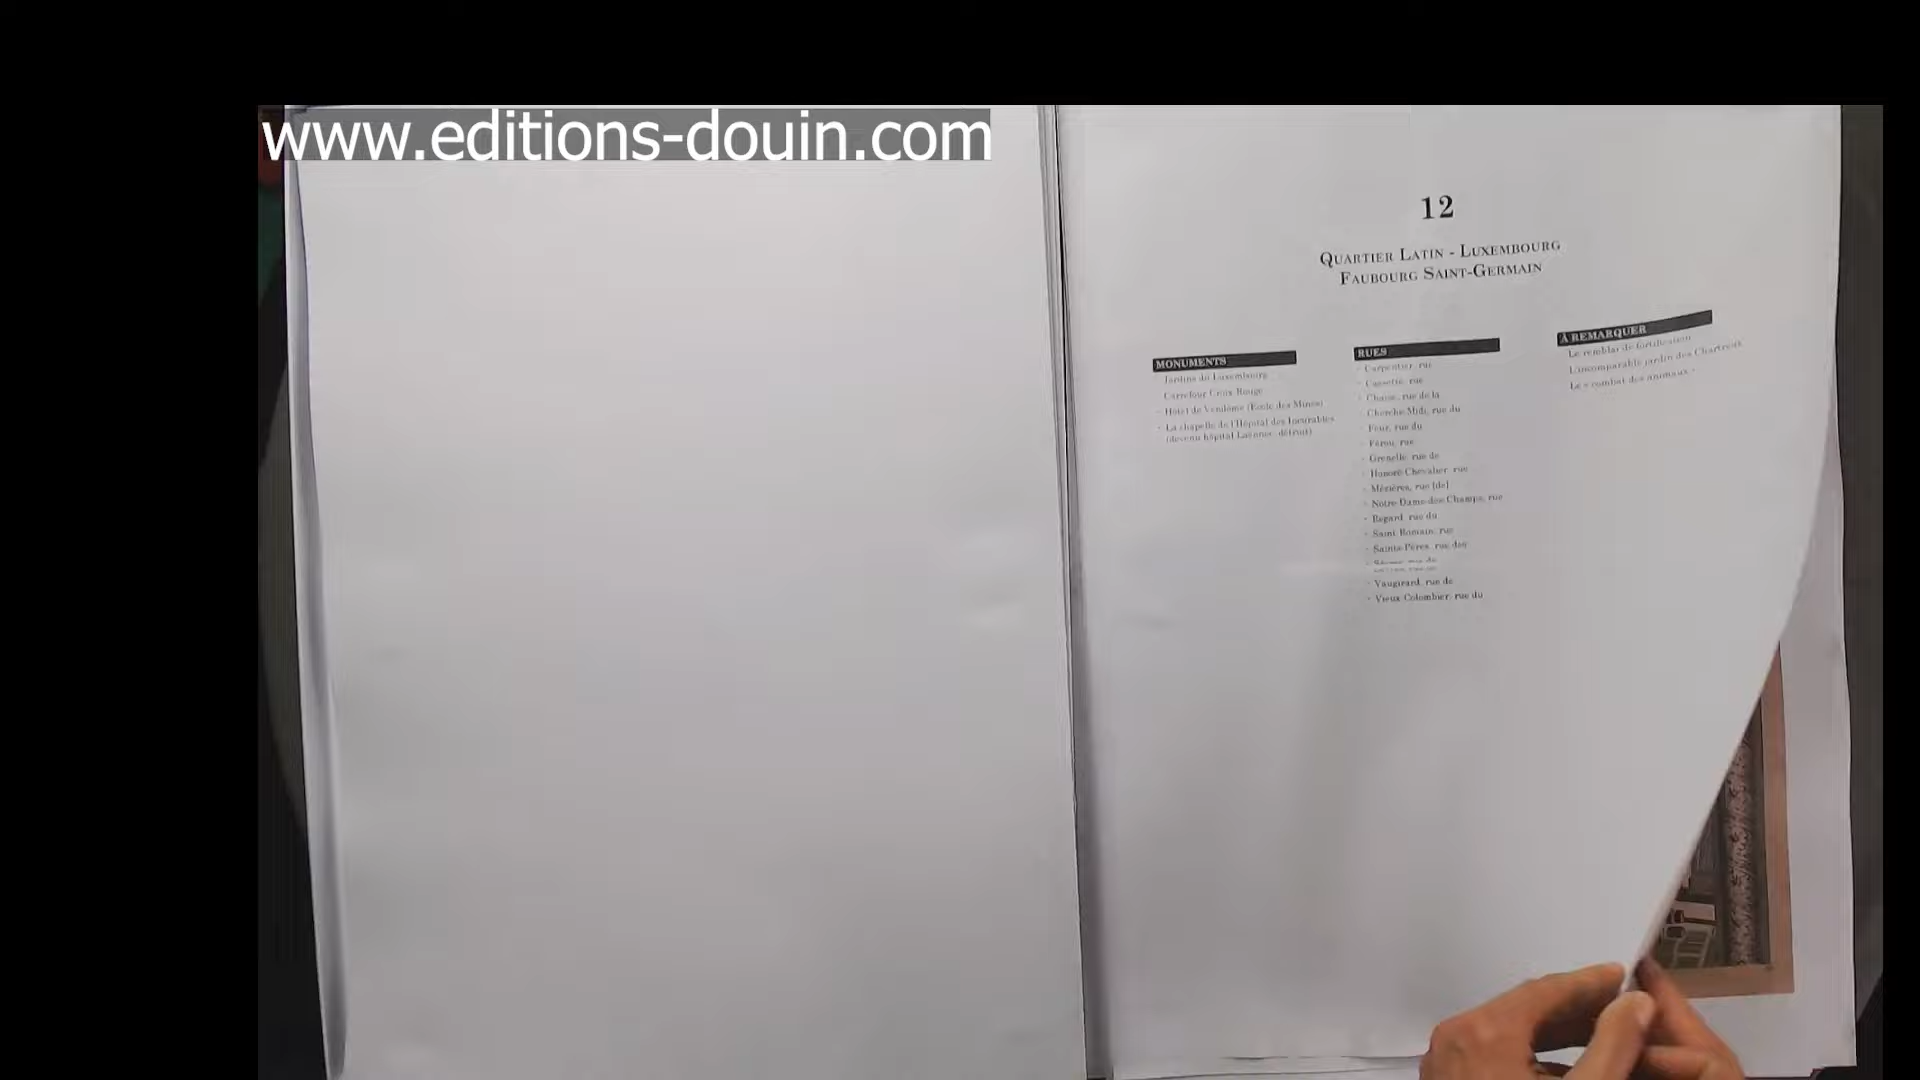 www.editions-douin.com
12
QUARTIER LATIN - LUXEMBOURG
FAUBOURG SAINT-GERMAIN
MONUMENTS
Jardins du Luxembourg
Carrefour Croix Rouge
- Hôtel de Vendôme (École des Mines)
- La chapelle de l'Hôpital des Incurables
(devenu hôpital Laënnec, détruit)
RUES
- Carpentier, rue
- Cassette, rue
- Chaise, rue de la
- Cherche Midi, rue du
- Four, rue du
- Férou, rue
- Grenelle, rue de
- Honoré Chevalier, rue
- Mézières, rue [de]
- Notre-Dame-des-Champs, rue
- Regard, rue du
- Saint Romain, rue
- Saints Pères, rue des
- Vaugirard, rue de
- Vieux Colombier, rue du
À REMARQUER
Le remblai de fortification
L'incomparable jardin des Chartreux
Le « combat des animaux »